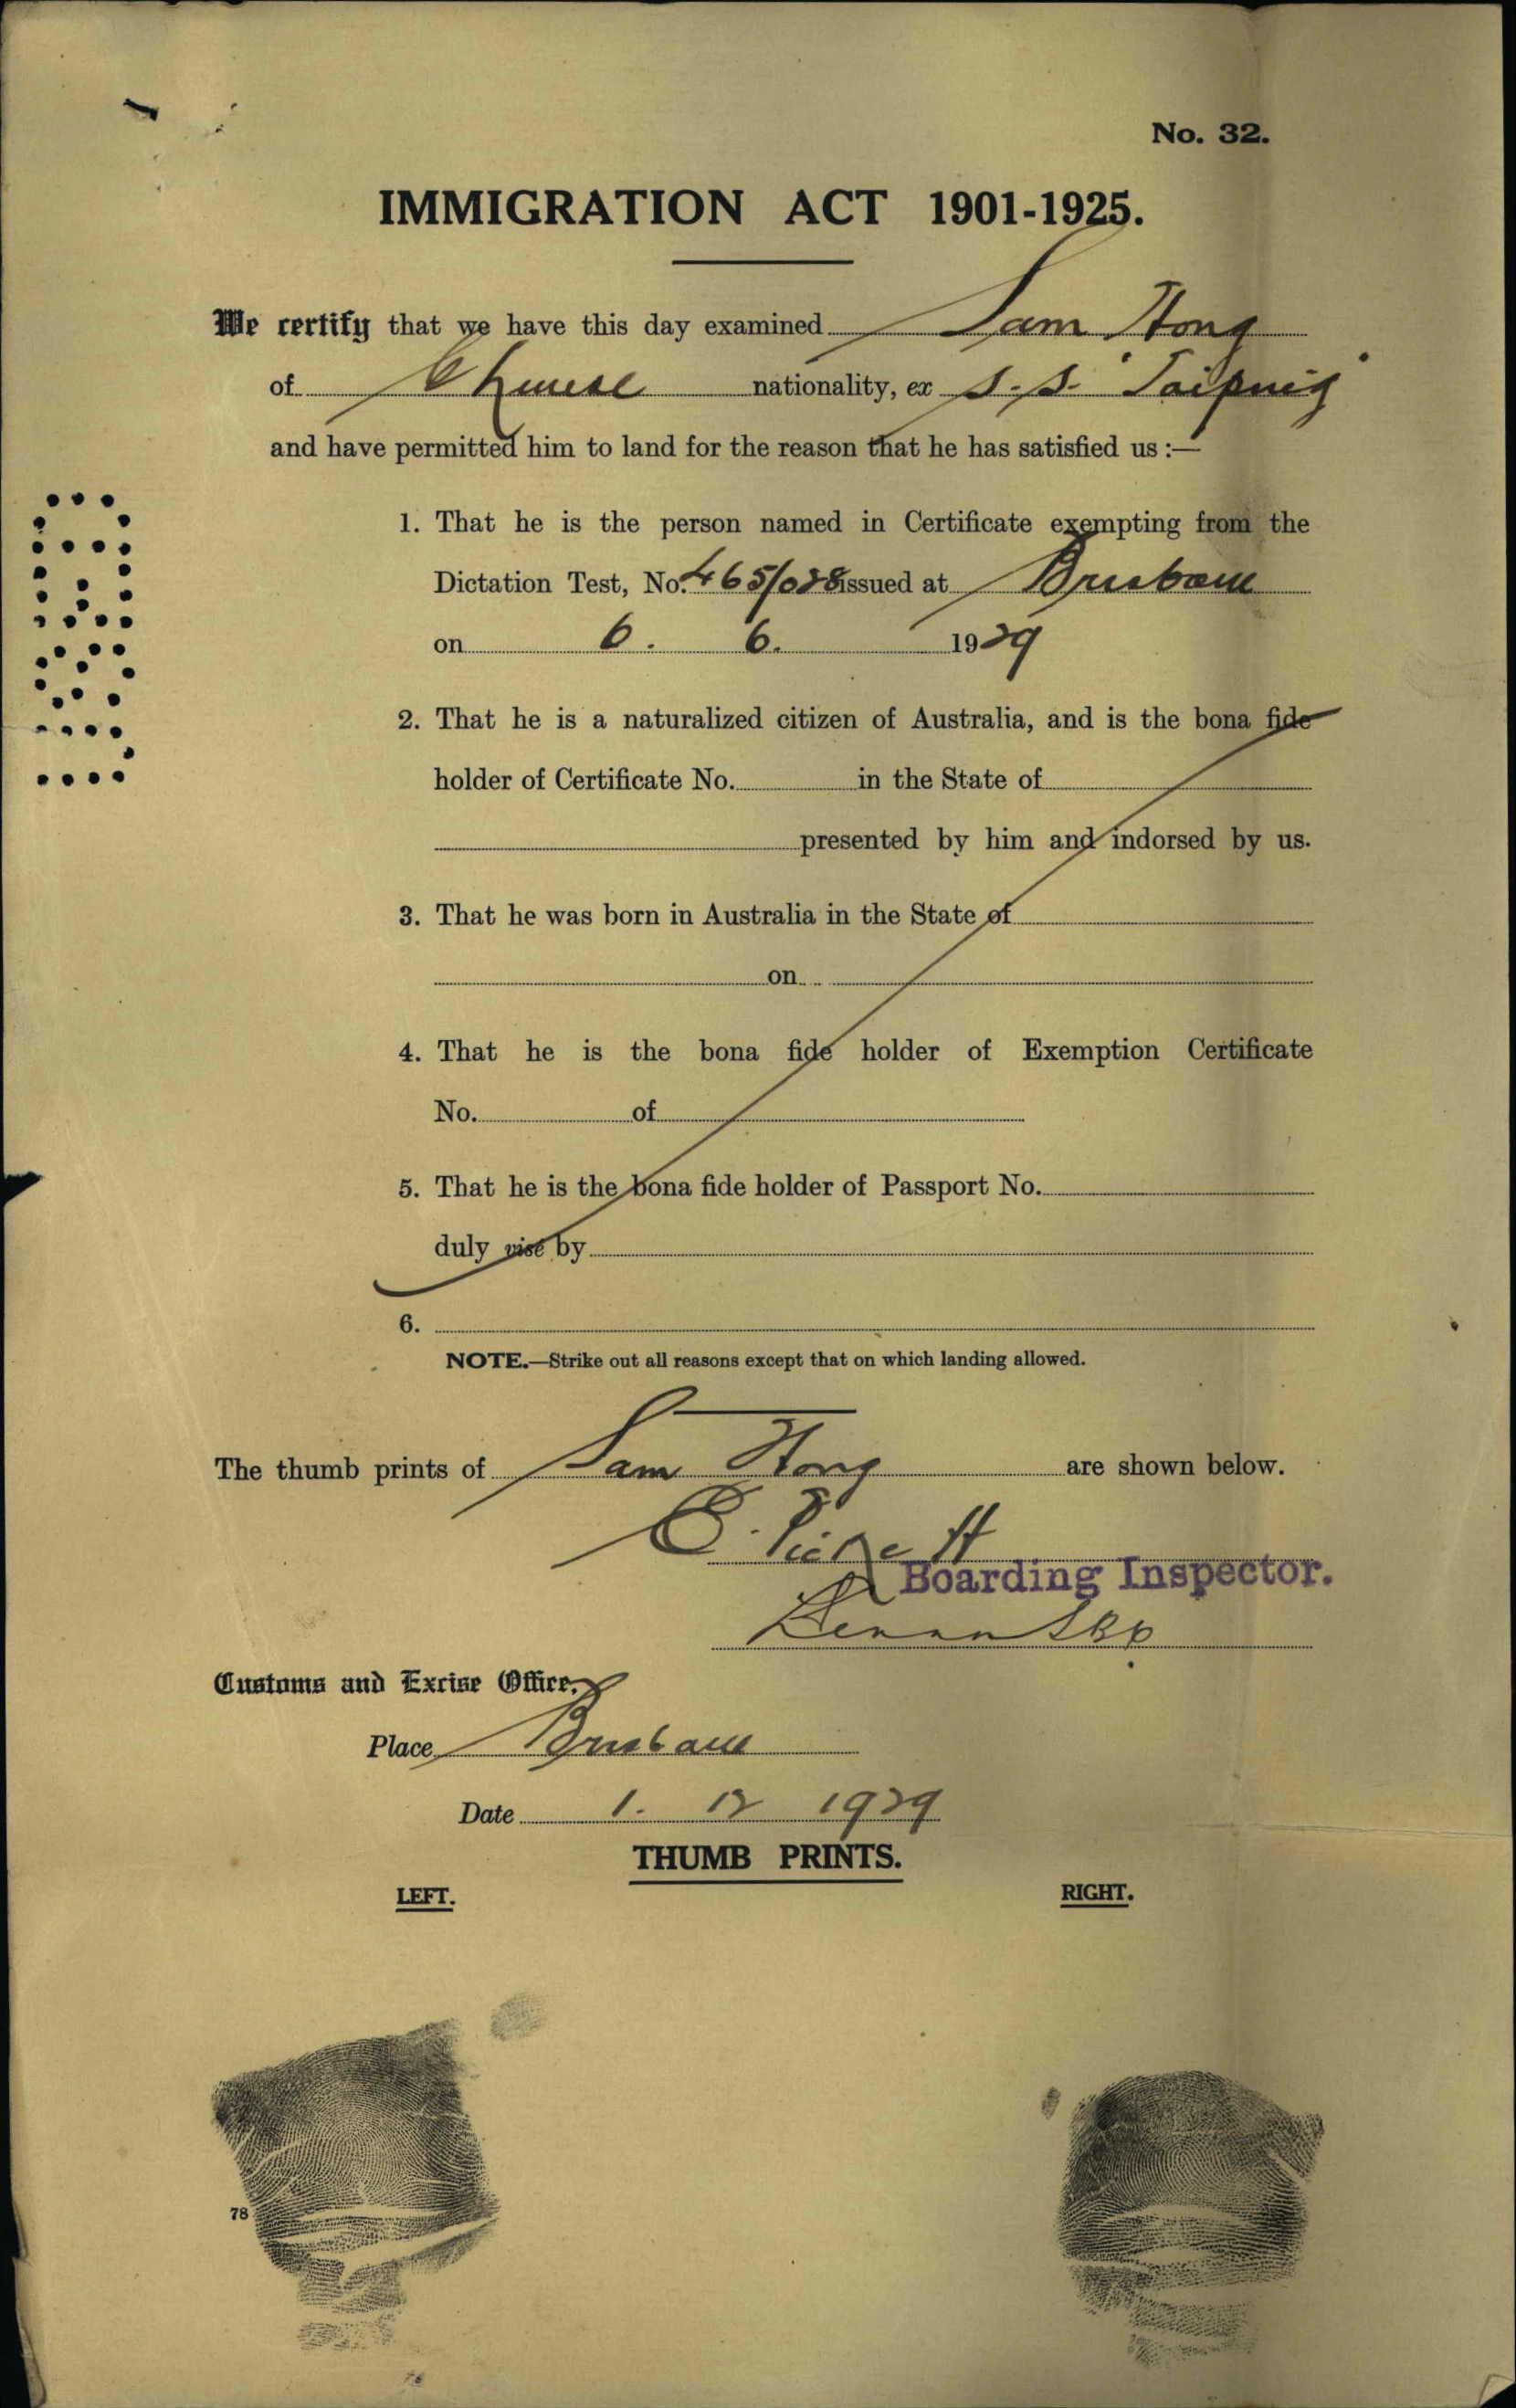 No. 32.
IMMIGRATION ACT 1901-1925.
We certify that we have this day examined Sam Hong
of Chinese nationality, ex S.S. "Taiping"
and have permitted him to land for the reason that he has satisfied us :—
1. That he is the person named in Certificate exempting from the
Dictation Test, No. 465/028 issued at Brisbane
on 6. 6. 1929
2. That he is a naturalized citizen of Australia, and is the bona fide
holder of Certificate No. in the State of
presented by him and indorsed by us.
3. That he was born in Australia in the State of
on
4. That he is the bona fide holder of Exemption Certificate
No. of
5. That he is the bona fide holder of Passport No.
duly visé by
6.
NOTE.—Strike out all reasons except that on which landing allowed.
The thumb prints of Sam Hong are shown below.
Boarding Inspector.
Customs and Excise Office,
Place Brisbane
Date 1. 12 1929
THUMB PRINTS.
LEFT. RIGHT.
78